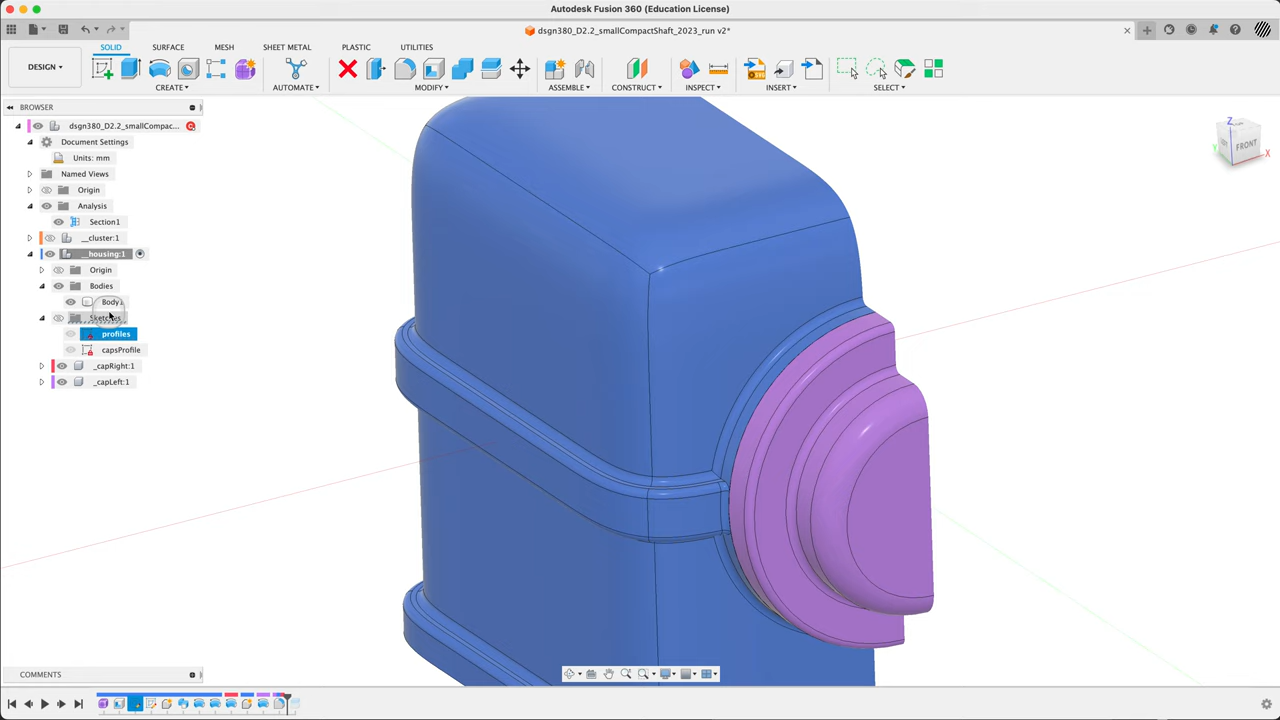 Autodesk Fusion 360 (Education License)
dsgn380_D2.2_smallCompactShaft_2023_run v2*
SOLID SURFACE MESH SHEET METAL PLASTIC UTILITIES
DESIGN
CREATE AUTOMATE MODIFY ASSEMBLE CONSTRUCT INSPECT INSERT SELECT
BROWSER
dsgn380_D2.2_smallCompac...
Document Settings
Units: mm
Named Views
Origin
Analysis
Section1
__cluster:1
__housing:1
Origin
Bodies
Body1
Sketches
profiles
capsProfile
_capRight:1
_capLeft:1
Z
FRONT
Y
X
COMMENTS